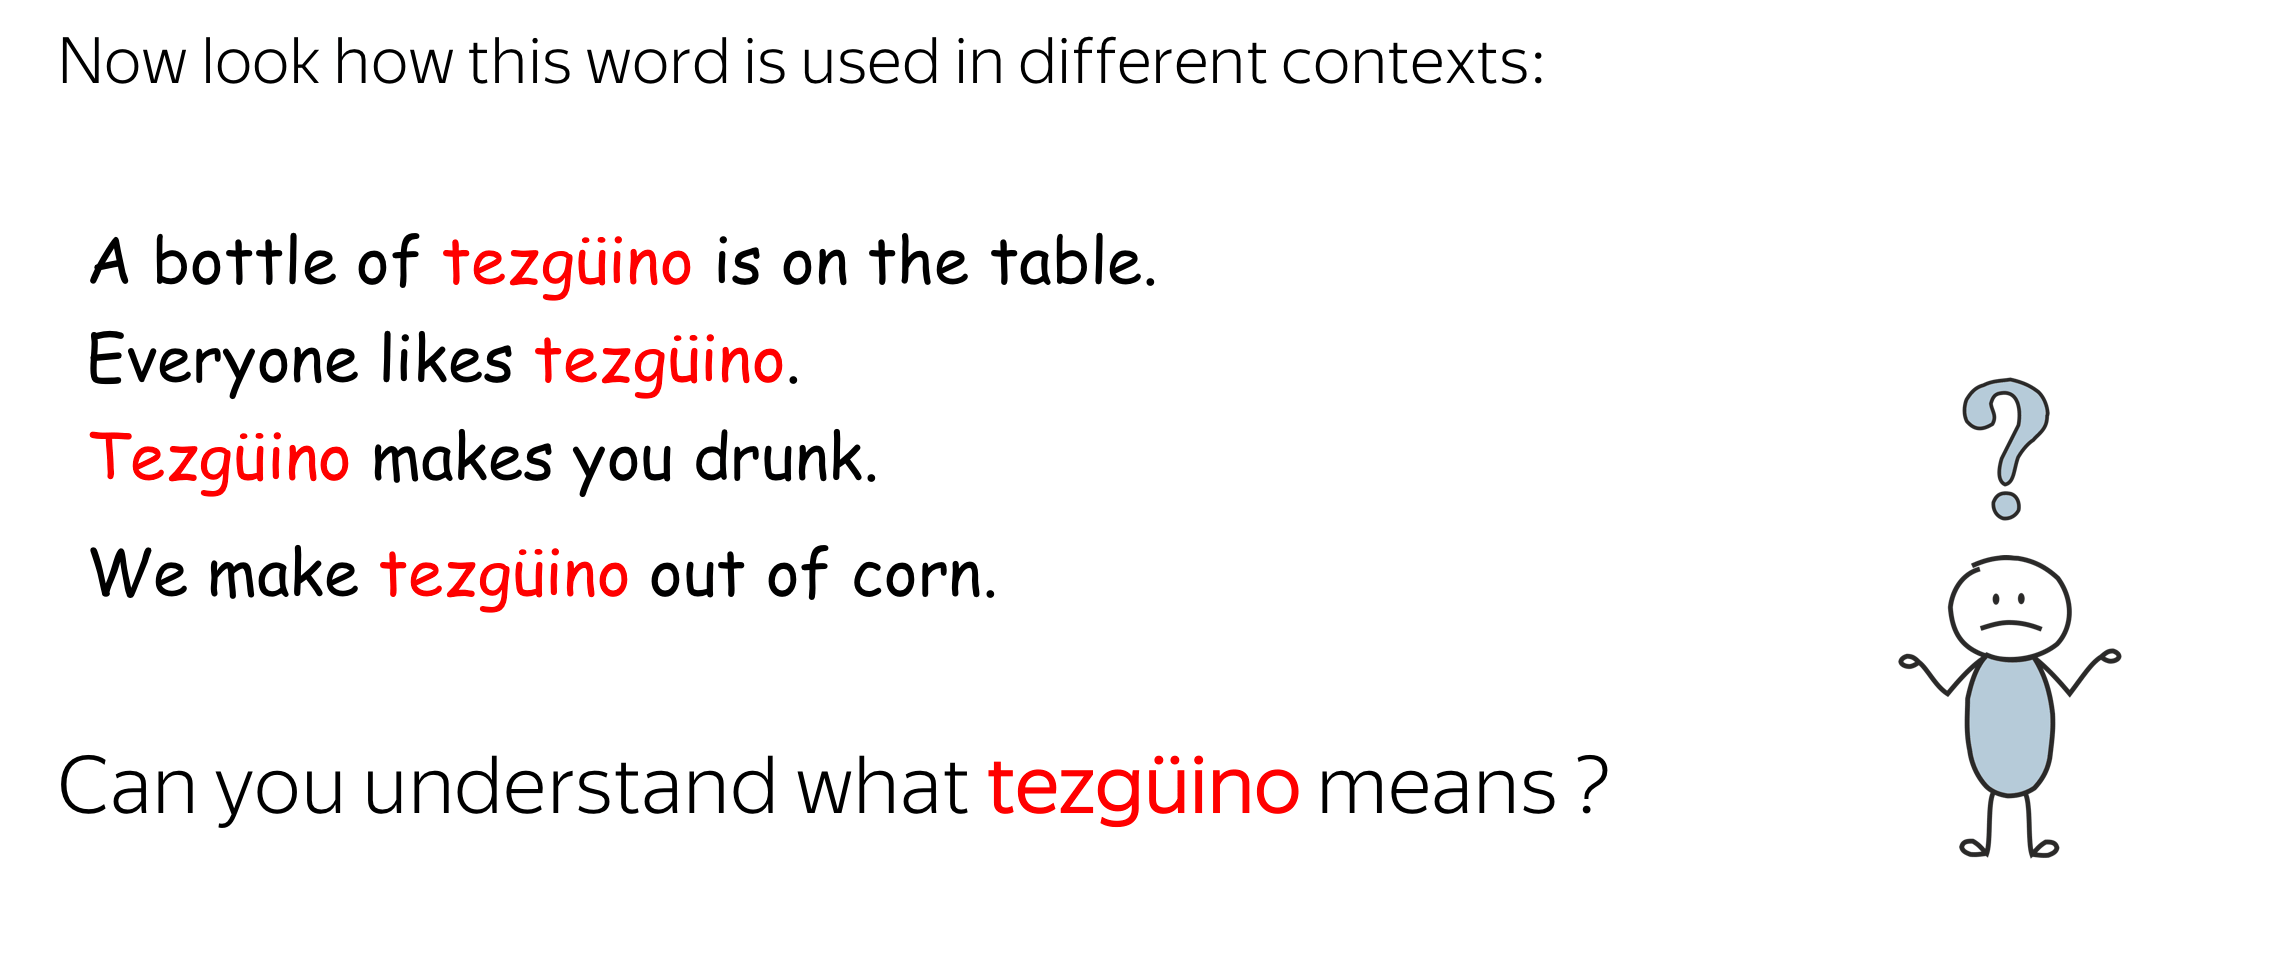 Now look how this word is used in different contexts:
A bottle of tezgüino is on the table.
Everyone likes tezgüino.
Tezgüino makes you drunk.
We make tezgüino out of corn.
Can you understand what tezgüino means ?
?